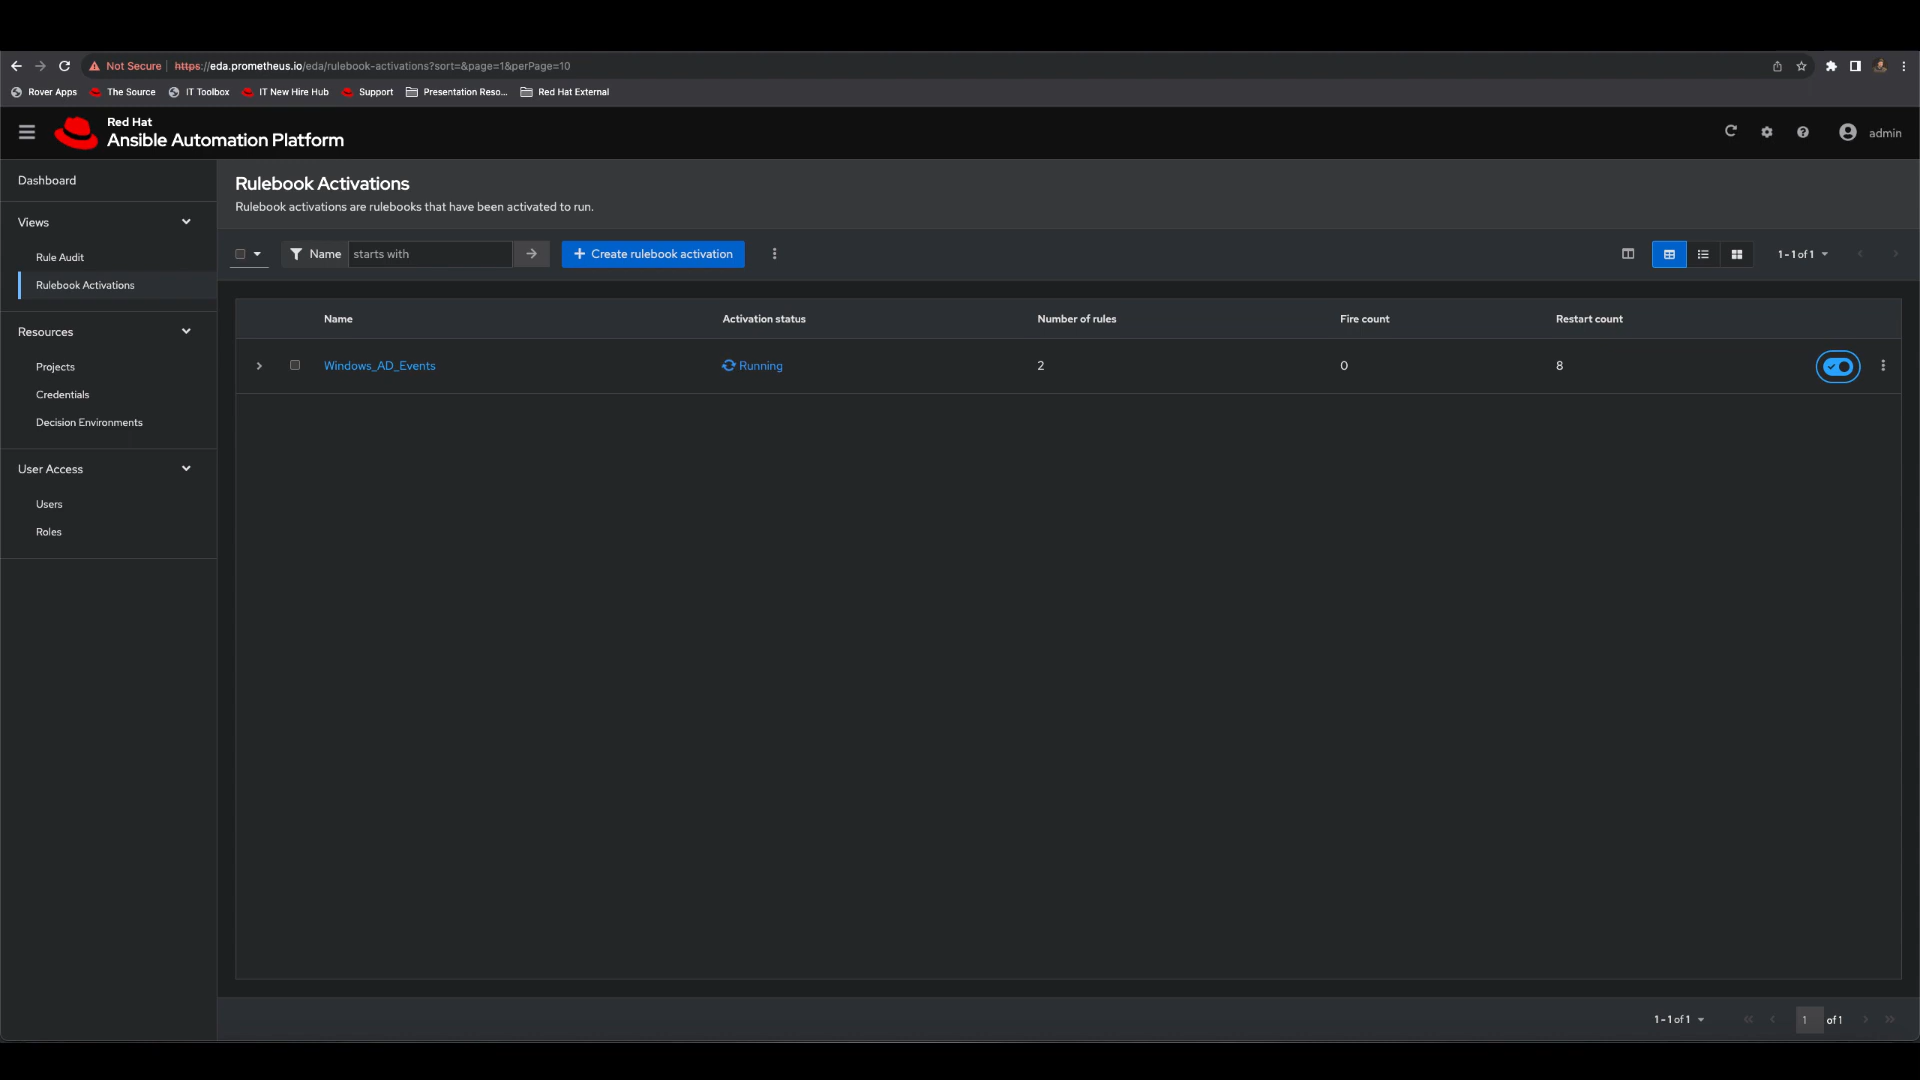 Not Secure | https://eda.prometheus.io/eda/rulebook-activations?sort=&page=1&perPage=10
Rover Apps The Source IT Toolbox IT New Hire Hub Support Presentation Reso... Red Hat External
Red Hat
Ansible Automation Platform
admin
Dashboard
Views
Rule Audit
Rulebook Activations
Resources
Projects
Credentials
Decision Environments
User Access
Users
Roles
Rulebook Activations
Rulebook activations are rulebooks that have been activated to run.
Name starts with Create rulebook activation 1-1 of 1
Name Activation status Number of rules Fire count Restart count
Windows_AD_Events Running 2 0 8
1-1 of 1 1 of 1